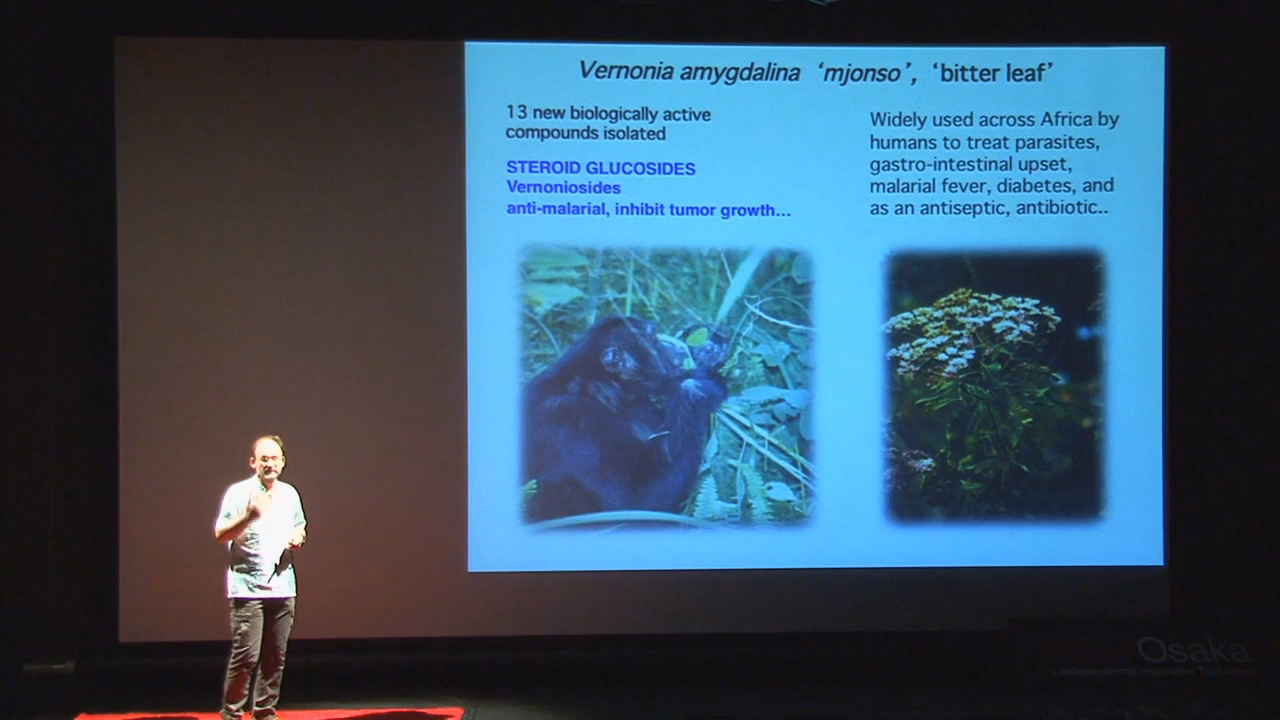 Vernonia amygdalina 'mjonso', 'bitter leaf'
13 new biologically active
compounds isolated
STEROID GLUCOSIDES
Vernoniosides
anti-malarial, inhibit tumor growth...
Widely used across Africa by
humans to treat parasites,
gastro-intestinal upset,
malarial fever, diabetes, and
as an antiseptic, antibiotic..
Osaka